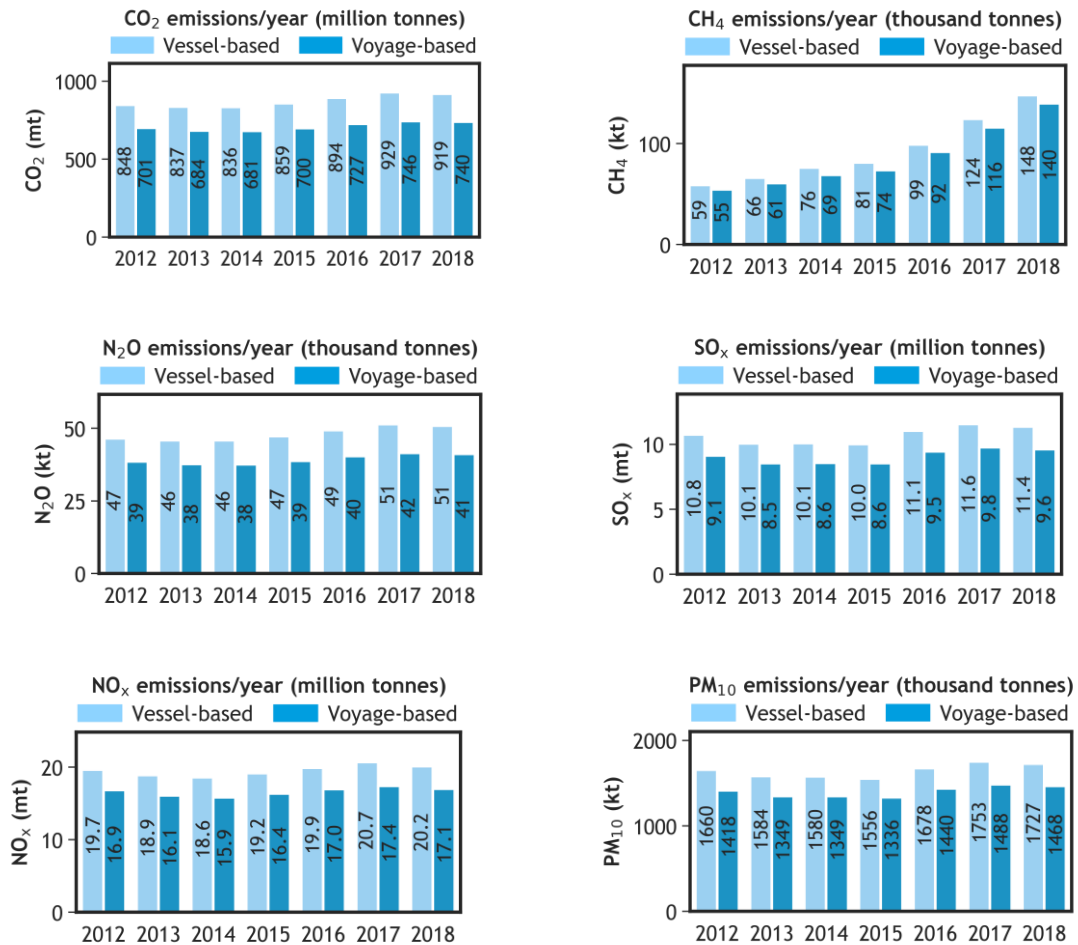 CO₂ emissions/year (million tonnes)
Vessel-based Voyage-based
CO₂ (mt)
1000
500
0
848 701 837 684 836 681 859 700 894 727 929 746 919 740
2012 2013 2014 2015 2016 2017 2018
CH₄ emissions/year (thousand tonnes)
Vessel-based Voyage-based
CH₄ (kt)
100
0
59 55 66 61 76 69 81 74 99 92 124 116 148 140
2012 2013 2014 2015 2016 2017 2018
N₂O emissions/year (thousand tonnes)
Vessel-based Voyage-based
N₂O (kt)
50
25
0
47 39 46 38 46 38 47 39 49 40 51 42 51 41
2012 2013 2014 2015 2016 2017 2018
SOₓ emissions/year (million tonnes)
Vessel-based Voyage-based
SOₓ (mt)
10
5
0
10.8 9.1 10.1 8.5 10.1 8.6 10.0 8.6 11.1 9.5 11.6 9.8 11.4 9.6
2012 2013 2014 2015 2016 2017 2018
NOₓ emissions/year (million tonnes)
Vessel-based Voyage-based
NOₓ (mt)
20
10
0
19.7 16.9 18.9 16.1 18.6 15.9 19.2 16.4 19.9 17.0 20.7 17.4 20.2 17.1
2012 2013 2014 2015 2016 2017 2018
PM₁₀ emissions/year (thousand tonnes)
Vessel-based Voyage-based
PM₁₀ (kt)
2000
1000
0
1660 1418 1584 1349 1580 1349 1556 1336 1678 1440 1753 1488 1727 1468
2012 2013 2014 2015 2016 2017 2018